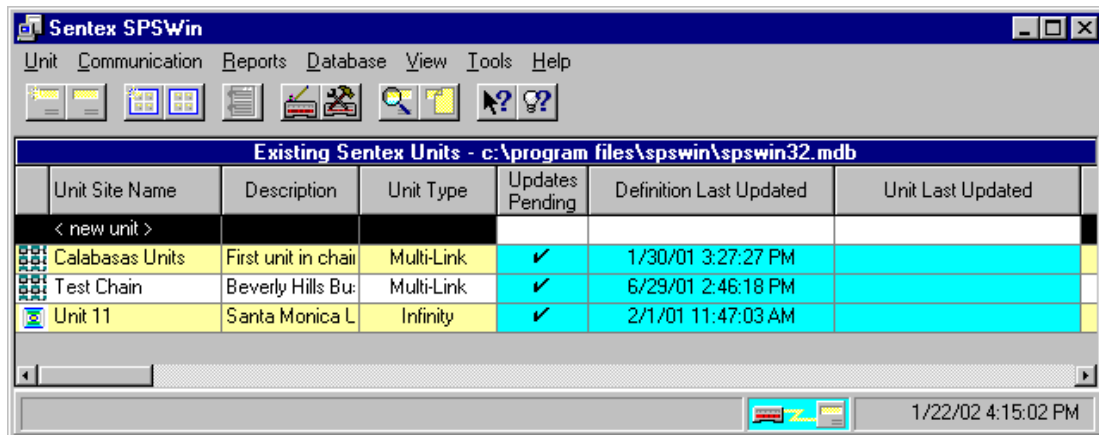 Sentex SPSWin
Unit Communication Reports Database View Tools Help
Existing Sentex Units - c:\program files\spswin\spswin32.mdb
Unit Site Name Description Unit Type Updates Pending Definition Last Updated Unit Last Updated
< new unit >
Calabasas Units First unit in chai Multi-Link ✔ 1/30/01 3:27:27 PM
Test Chain Beverly Hills Bu Multi-Link ✔ 6/29/01 2:46:18 PM
Unit 11 Santa Monica L Infinity ✔ 2/1/01 11:47:03 AM
1/22/02 4:15:02 PM